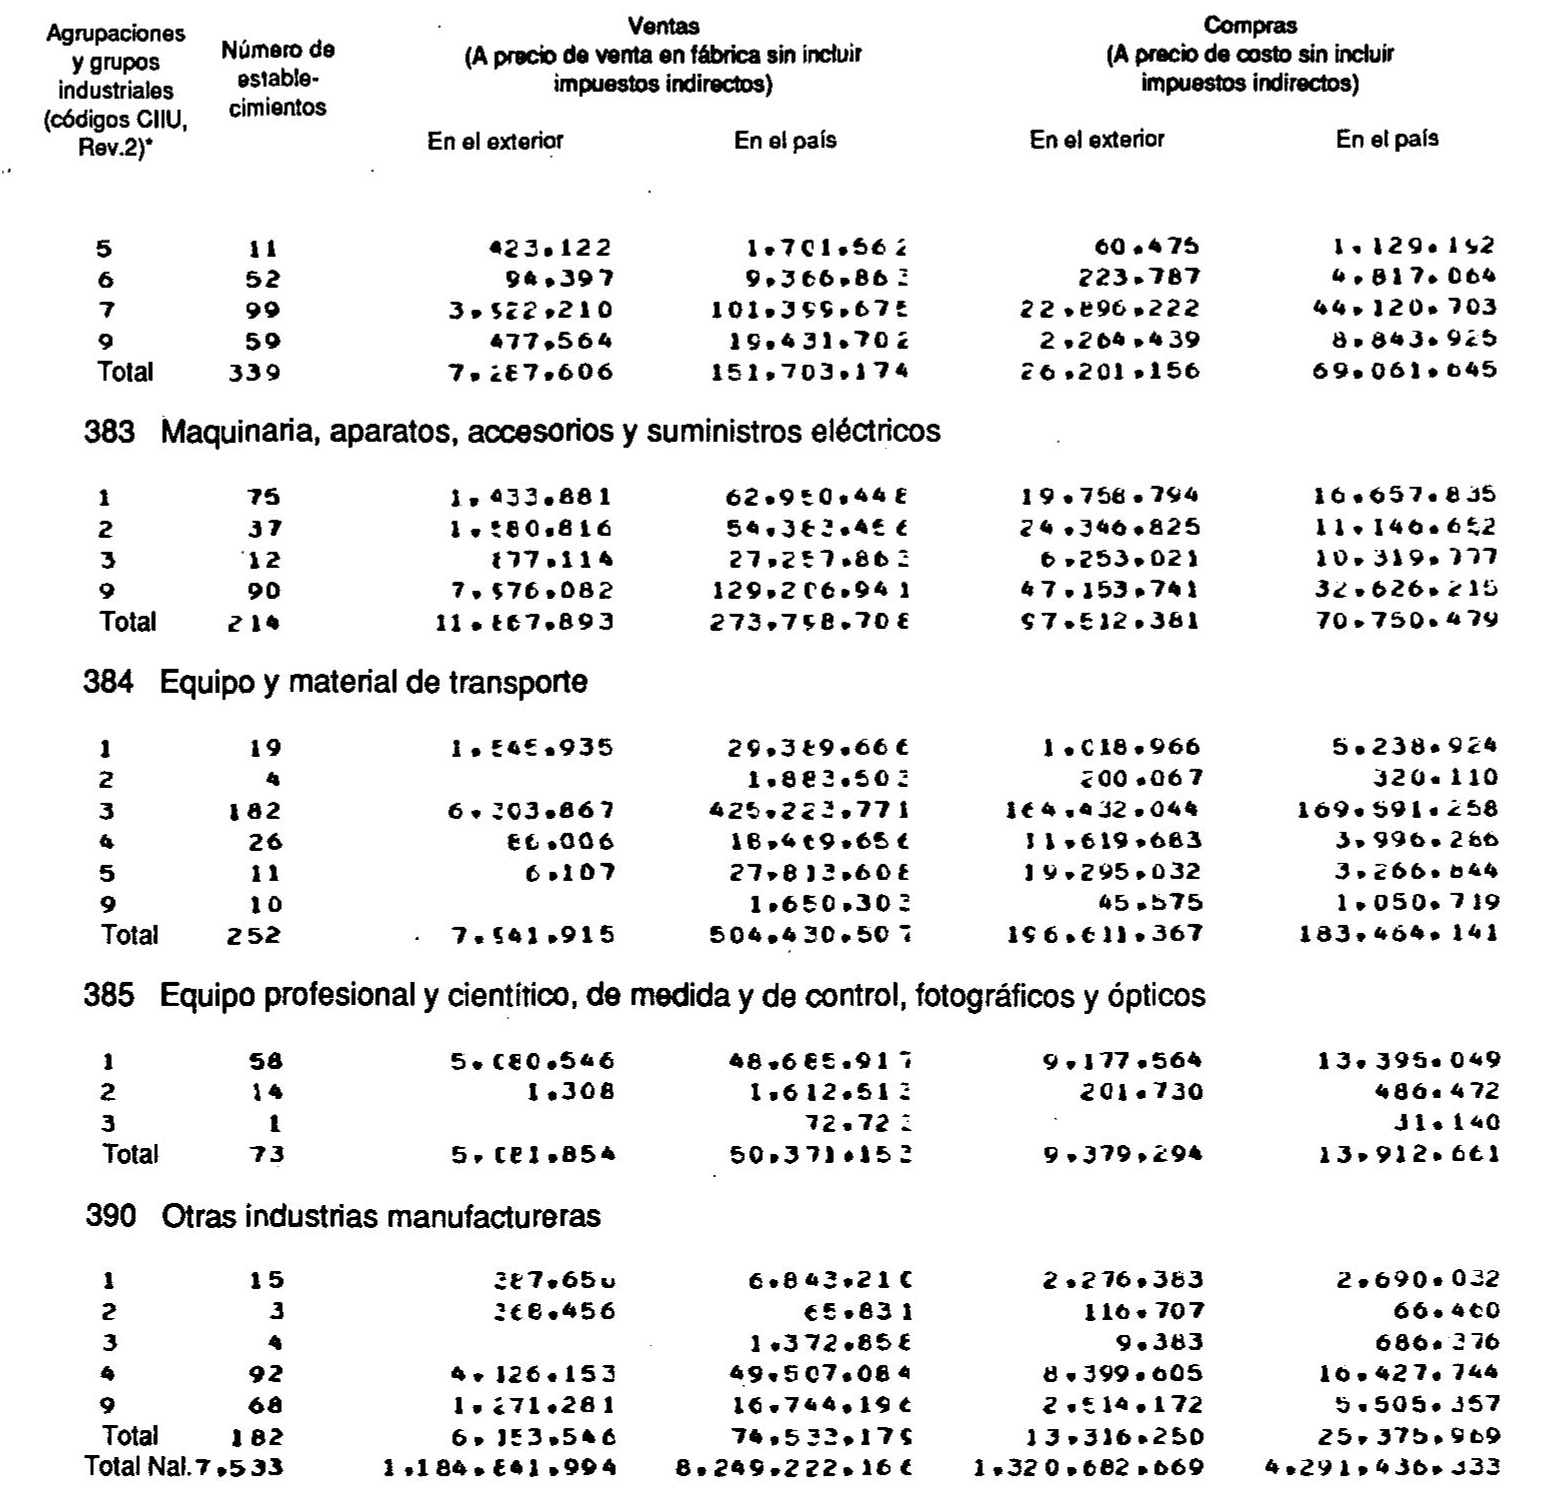 Agrupaciones y grupos industriales (códigos CIIU, Rev.2)*
Número de estable-cimientos
Ventas
(A precio de venta en fábrica sin incluir impuestos indirectos)
Compras
(A precio de costo sin incluir impuestos indirectos)
En el exterior En el país En el exterior En el país
5 11 423.122 1.701.562 60.475 1.129.192
6 52 94.397 9.366.863 223.787 4.817.064
7 99 3.922.210 101.399.675 22.896.222 44.120.703
9 59 477.564 19.431.702 2.264.439 8.843.925
Total 339 7.287.606 151.703.174 26.201.156 69.061.645
383 Maquinaria, aparatos, accesorios y suministros eléctricos
1 75 1.433.881 62.950.448 19.758.794 16.657.835
2 37 1.580.816 54.383.456 24.346.825 11.146.652
3 12 877.114 27.257.863 6.253.021 10.319.777
9 90 7.976.082 129.206.941 47.153.741 32.626.215
Total 214 11.867.893 273.798.708 97.512.381 70.750.479
384 Equipo y material de transporte
1 19 1.545.935 29.389.666 1.018.966 5.238.924
2 4 1.883.503 200.067 320.110
3 182 6.303.867 425.223.771 164.432.044 169.591.258
4 26 86.006 18.469.656 11.619.683 3.996.286
5 11 6.107 27.813.608 19.295.032 3.266.844
9 10 1.650.303 45.575 1.050.719
Total 252 7.941.915 504.430.507 196.611.367 183.464.141
385 Equipo profesional y científico, de medida y de control, fotográficos y ópticos
1 58 5.080.546 48.685.917 9.177.564 13.395.049
2 14 1.308 1.612.513 201.730 486.472
3 1 72.723 31.140
Total 73 5.081.854 50.371.153 9.379.294 13.912.661
390 Otras industrias manufactureras
1 15 387.656 6.843.210 2.276.383 2.690.032
2 3 368.456 65.831 116.707 66.460
3 4 1.372.858 9.383 686.376
4 92 4.126.153 49.507.084 8.399.605 16.427.744
9 68 1.271.281 16.744.196 2.514.172 5.505.357
Total 182 6.153.546 74.533.179 13.316.250 25.375.969
Total Nal. 7.533 1.184.841.994 8.249.222.166 1.320.682.669 4.291.436.333